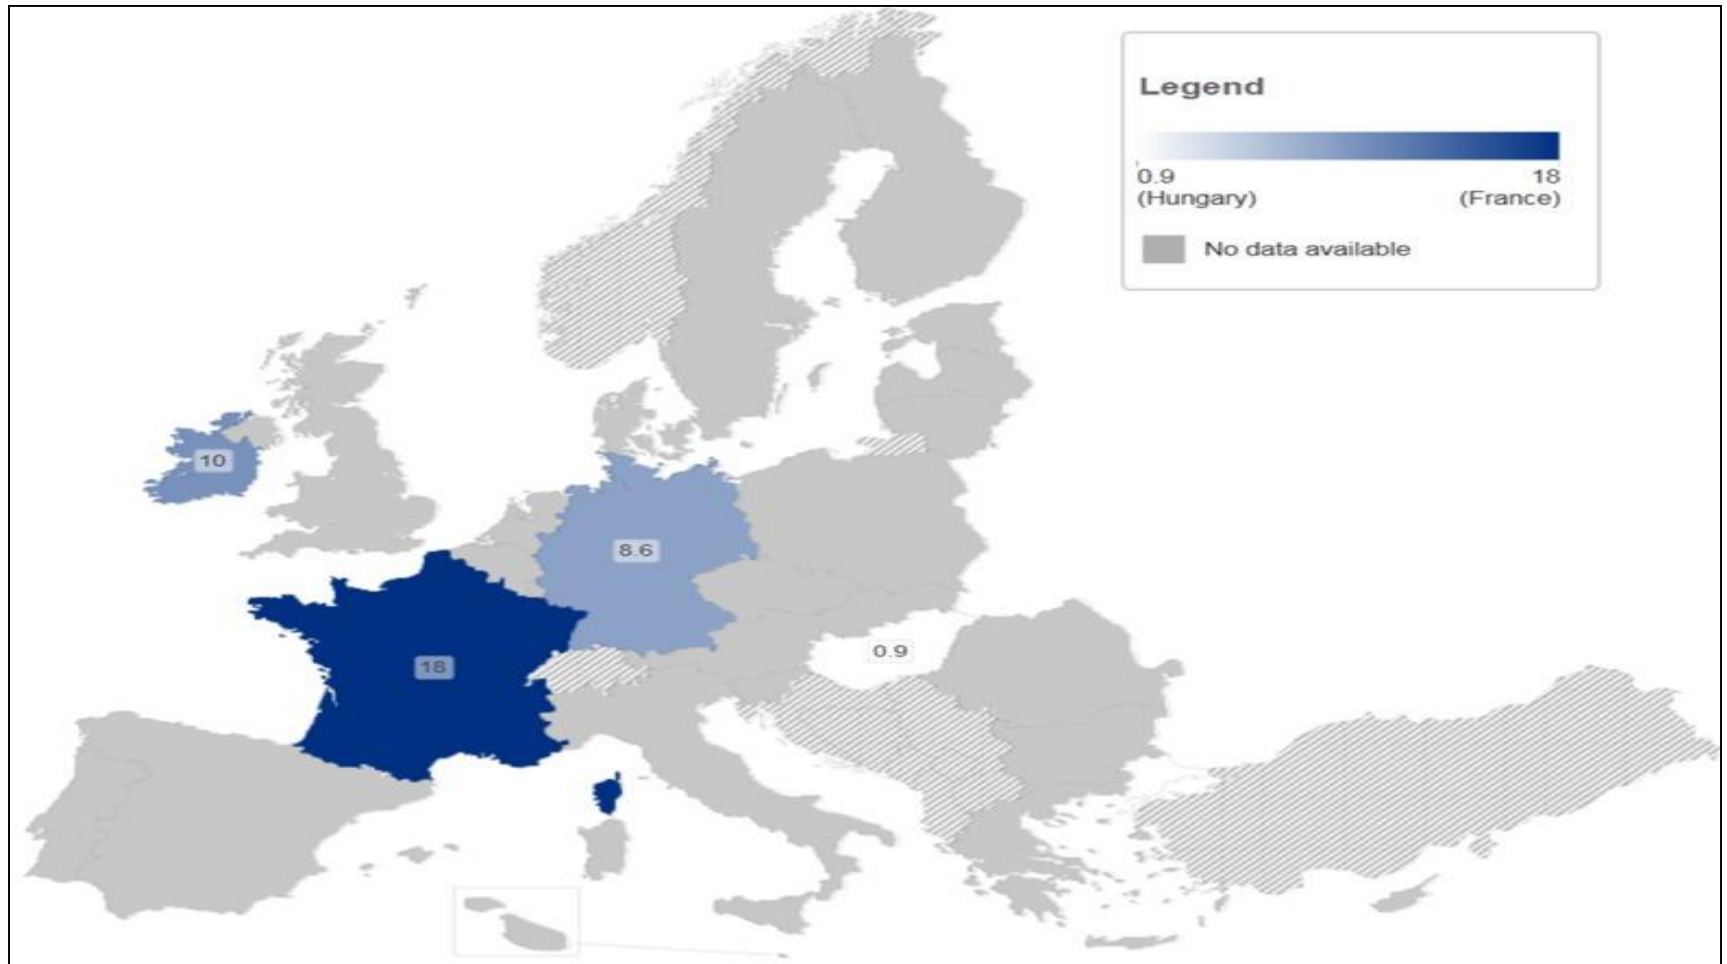 Legend
0.9 18
(Hungary) (France)
No data available
10
8.6
18
0.9